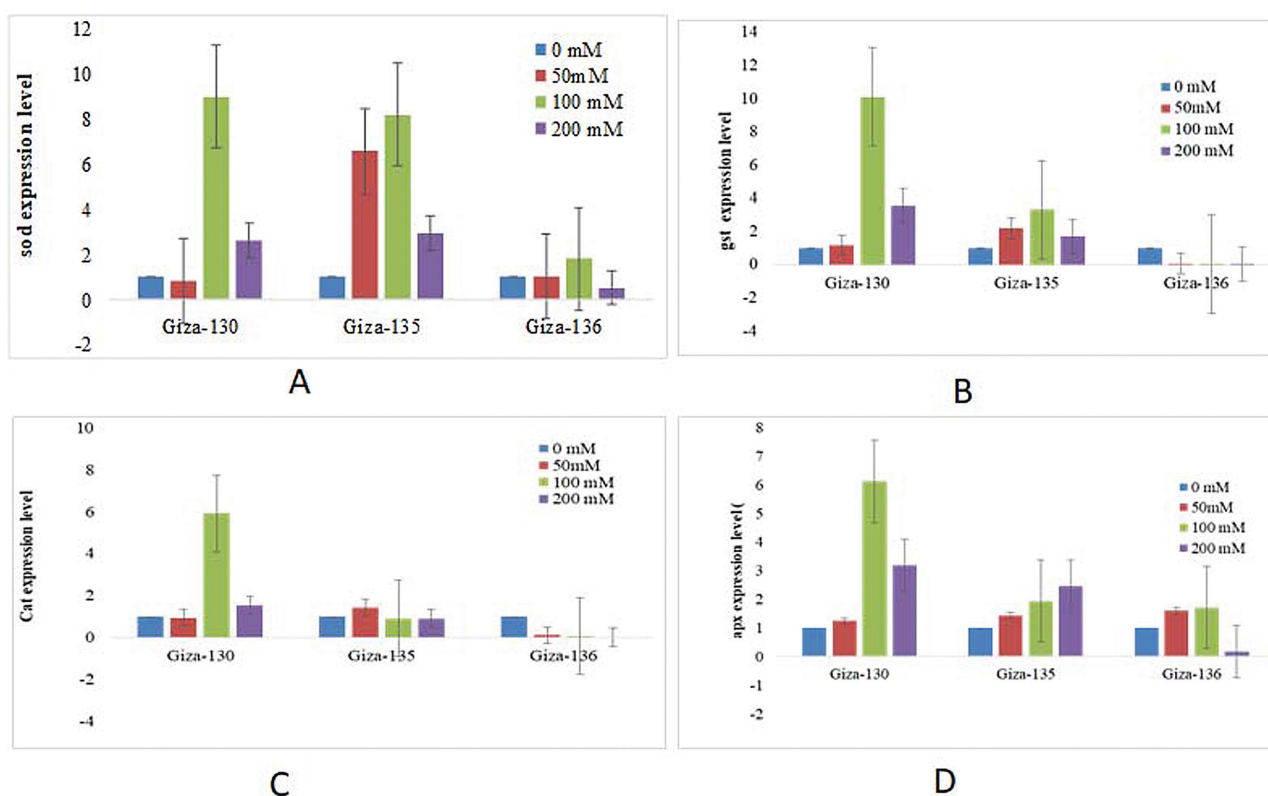 12
10
8
6
4
2
0
-2
sod expression level
0 mM
50mM
100 mM
200 mM
Giza-130 Giza-135 Giza-136
A
14
12
10
8
6
4
2
0
-2
-4
gst expression level
0 mM
50mM
100 mM
200 mM
Giza-130 Giza-135 Giza-136
B
10
8
6
4
2
0
-2
-4
Cat expression level
0 mM
50mM
100 mM
200 mM
Giza-130 Giza-135 Giza-136
C
8
7
6
5
4
3
2
1
0
-1
-2
apx expression level (
0 mM
50mM
100 mM
200 mM
Giza-130 Giza-135 Giza-136
D